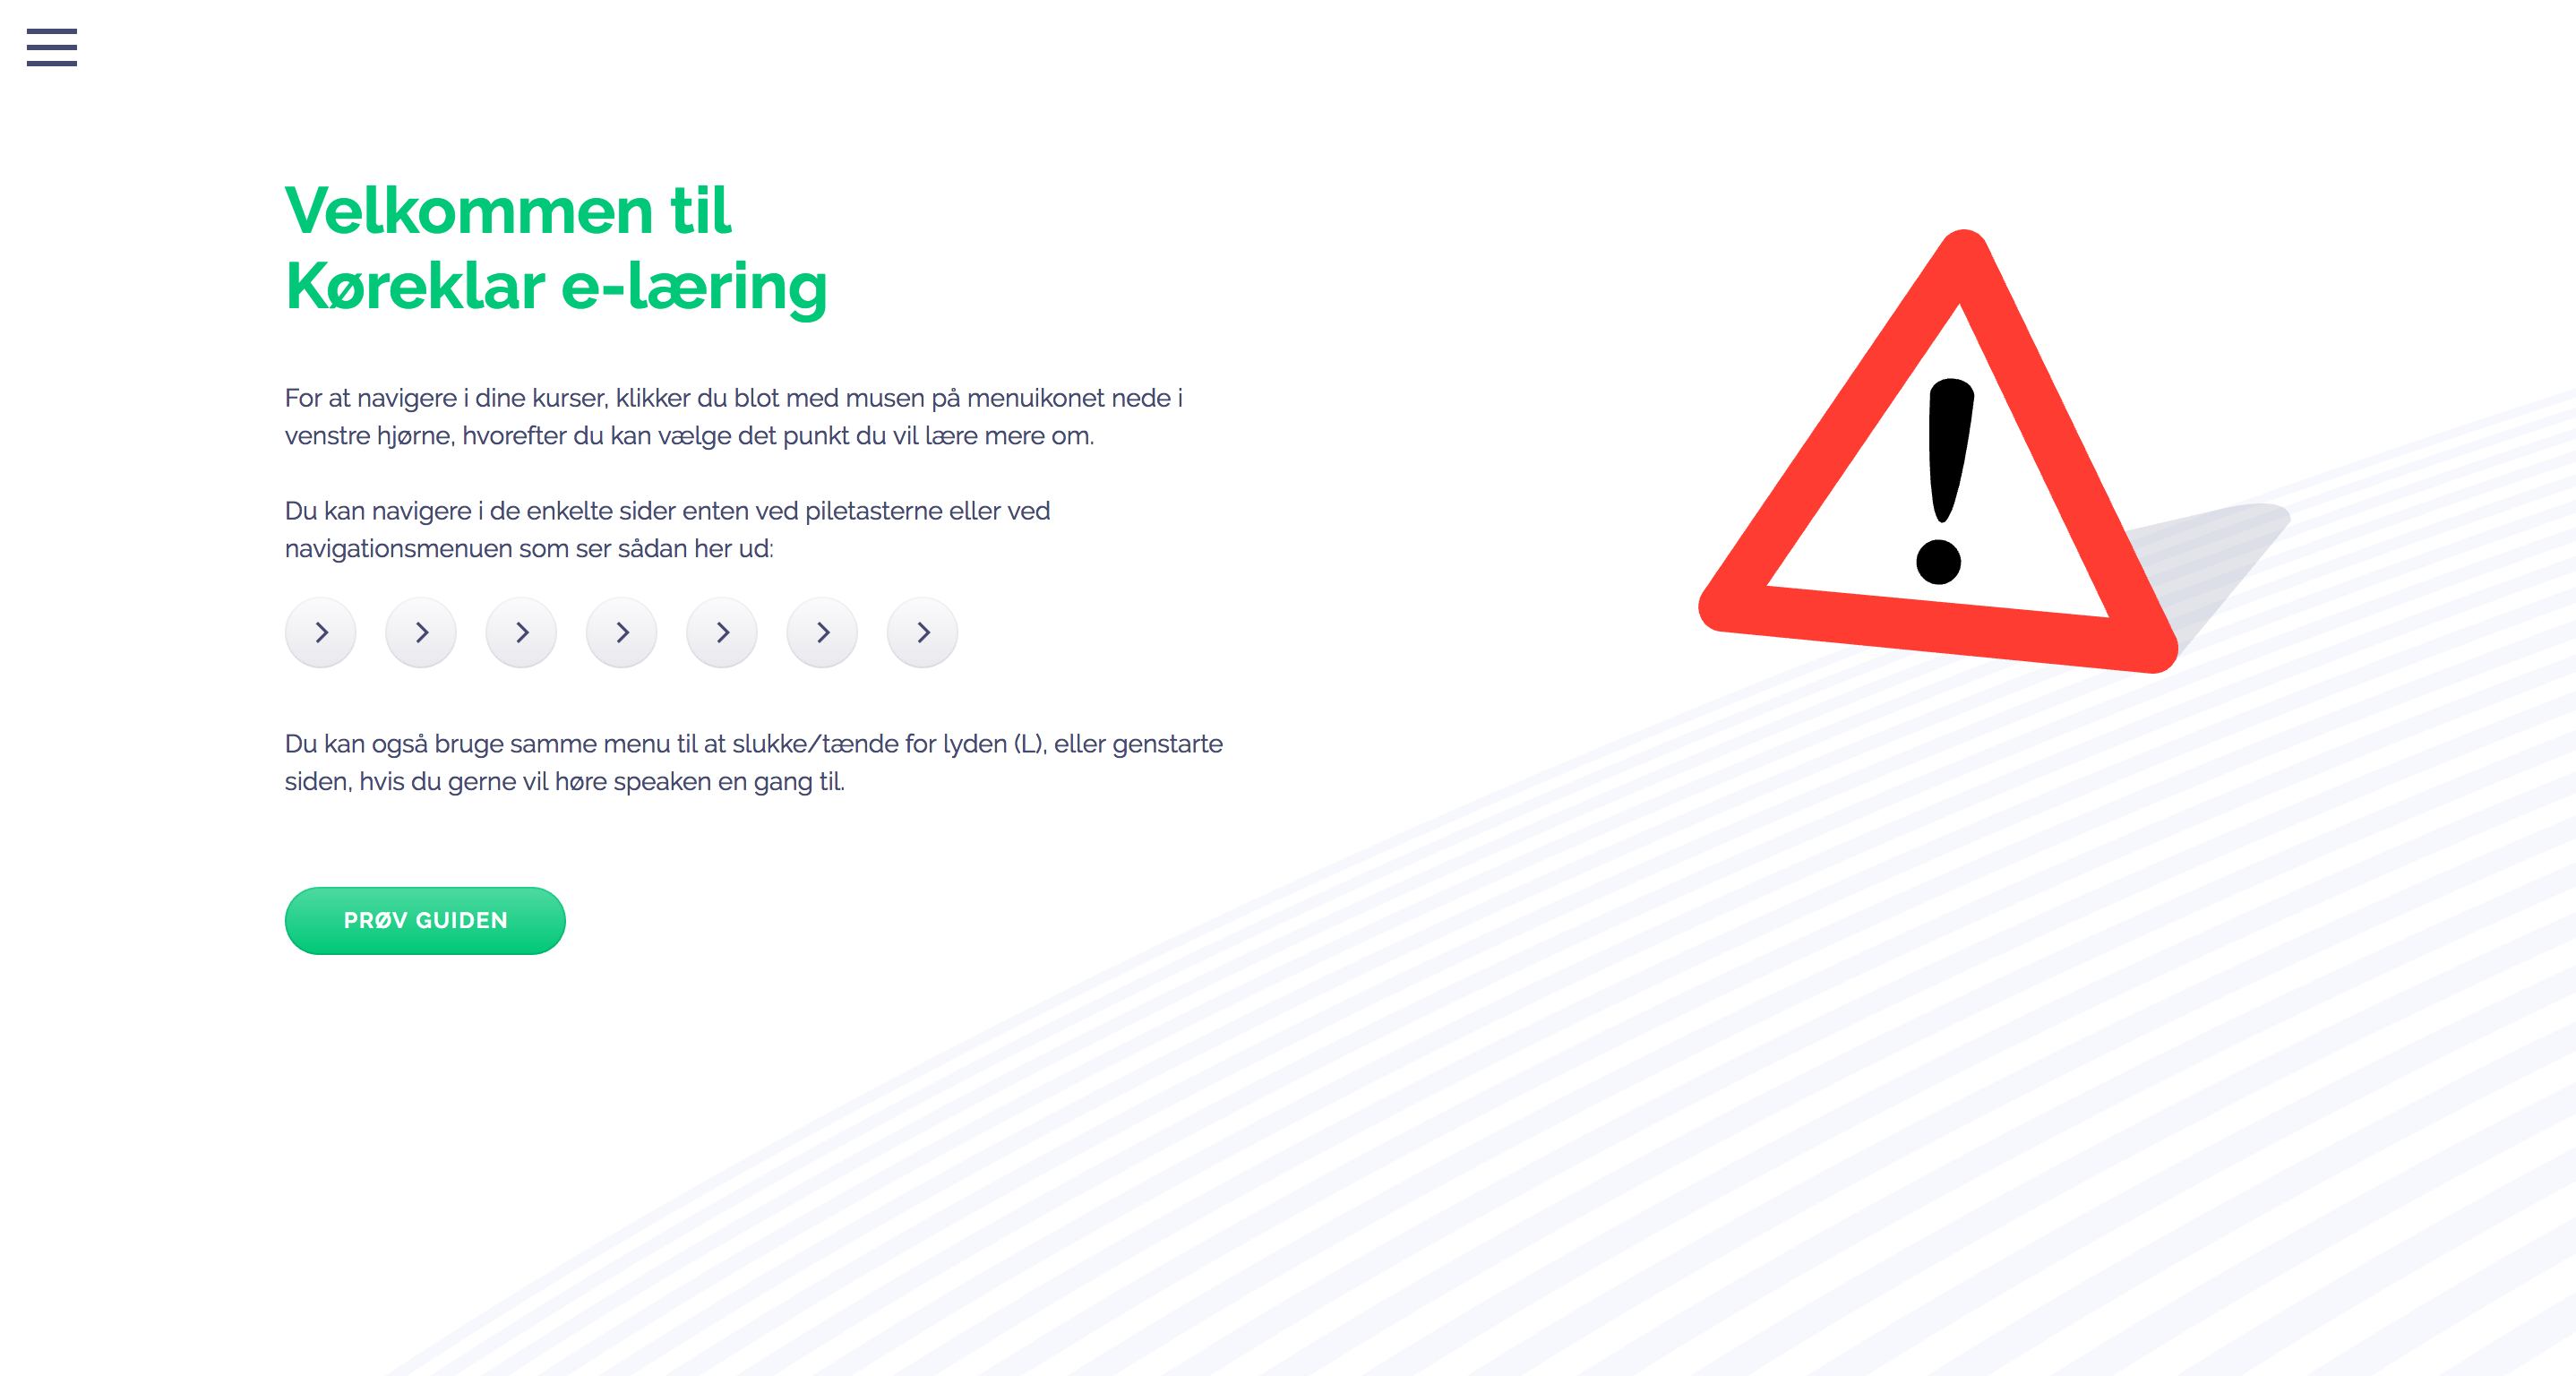 Velkommen til
Køreklar e-læring
For at navigere i dine kurser, klikker du blot med musen på menuikonet nede i
venstre hjørne, hvorefter du kan vælge det punkt du vil lære mere om.
Du kan navigere i de enkelte sider enten ved piletasterne eller ved
navigationsmenuen som ser sådan her ud:
Du kan også bruge samme menu til at slukke/tænde for lyden (L), eller genstarte
siden, hvis du gerne vil høre speaken en gang til.
PRØV GUIDEN